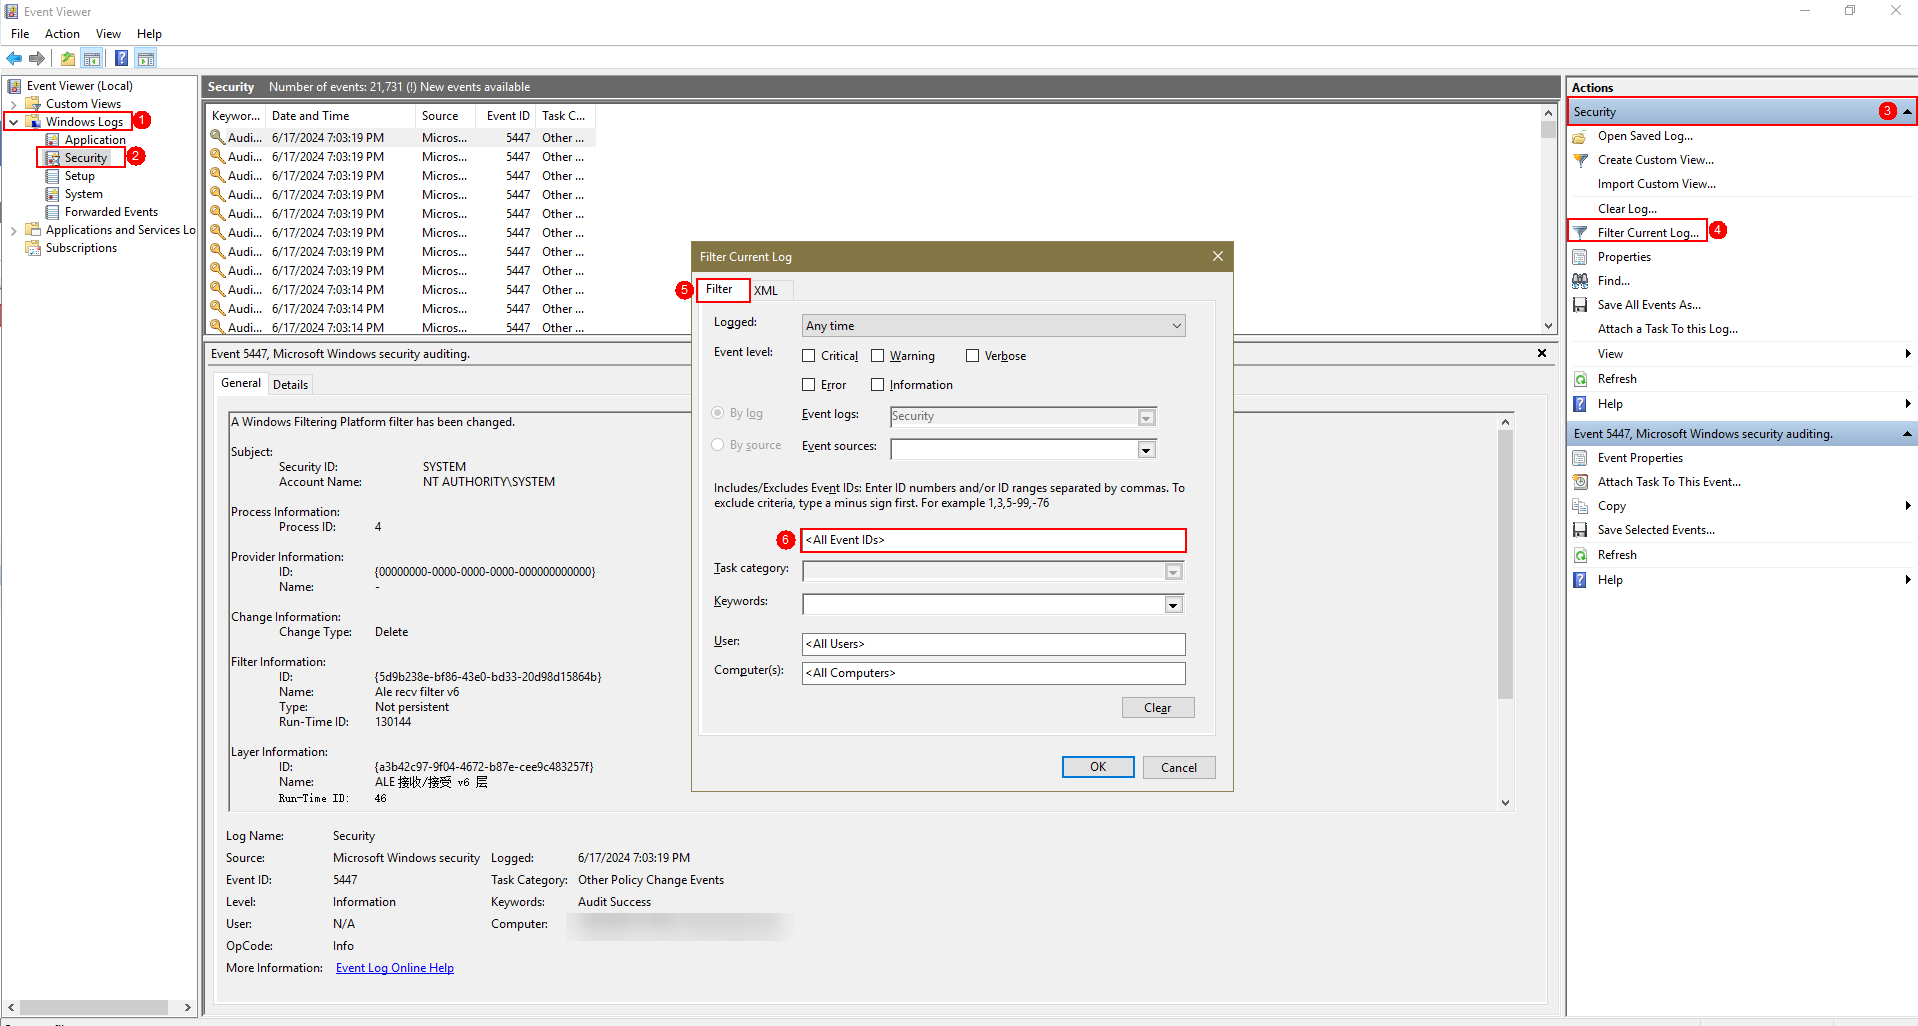 Event Viewer
File Action View Help
Event Viewer (Local)
Custom Views
Windows Logs 1
Application
Security 2
Setup
System
Forwarded Events
Applications and Services Lo
Subscriptions
Security Number of events: 21,731 (!) New events available
Keywor... Date and Time Source Event ID Task C...
Audi... 6/17/2024 7:03:19 PM Micros... 5447 Other ...
Audi... 6/17/2024 7:03:19 PM Micros... 5447 Other ...
Audi... 6/17/2024 7:03:19 PM Micros... 5447 Other ...
Audi... 6/17/2024 7:03:19 PM Micros... 5447 Other ...
Audi... 6/17/2024 7:03:19 PM Micros... 5447 Other ...
Audi... 6/17/2024 7:03:19 PM Micros... 5447 Other ...
Audi... 6/17/2024 7:03:19 PM Micros... 5447 Other ...
Audi... 6/17/2024 7:03:19 PM Micros... 5447 Other ...
Audi... 6/17/2024 7:03:14 PM Micros... 5447 Other ...
Audi... 6/17/2024 7:03:14 PM Micros... 5447 Other ...
Audi... 6/17/2024 7:03:14 PM Micros... 5447 Other ...
Event 5447, Microsoft Windows security auditing.
General Details
A Windows Filtering Platform filter has been changed.
Subject:
Security ID: SYSTEM
Account Name: NT AUTHORITY\SYSTEM
Process Information:
Process ID: 4
Provider Information:
ID: {00000000-0000-0000-0000-000000000000}
Name: -
Change Information:
Change Type: Delete
Filter Information:
ID: {5d9b238e-bf86-43e0-bd33-20d98d15864b}
Name: Ale recv filter v6
Type: Not persistent
Run-Time ID: 130144
Layer Information:
ID: {a3b42c97-9f04-4672-b87e-cee9c483257f}
Name: ALE 接收/接受 v6 层
Run-Time ID: 46
Log Name: Security
Source: Microsoft Windows security Logged: 6/17/2024 7:03:19 PM
Event ID: 5447 Task Category: Other Policy Change Events
Level: Information Keywords: Audit Success
User: N/A Computer:
OpCode: Info
More Information: Event Log Online Help
Filter Current Log
5 Filter XML
Logged: Any time
Event level: Critical Warning Verbose
Error Information
By log Event logs: Security
By source Event sources:
Includes/Excludes Event IDs: Enter ID numbers and/or ID ranges separated by commas. To
exclude criteria, type a minus sign first. For example 1,3,5-99,-76
6 <All Event IDs>
Task category:
Keywords:
User: <All Users>
Computer(s): <All Computers>
Clear
OK Cancel
Actions
Security 3
Open Saved Log...
Create Custom View...
Import Custom View...
Clear Log...
Filter Current Log... 4
Properties
Find...
Save All Events As...
Attach a Task To this Log...
View
Refresh
Help
Event 5447, Microsoft Windows security auditing.
Event Properties
Attach Task To This Event...
Copy
Save Selected Events...
Refresh
Help